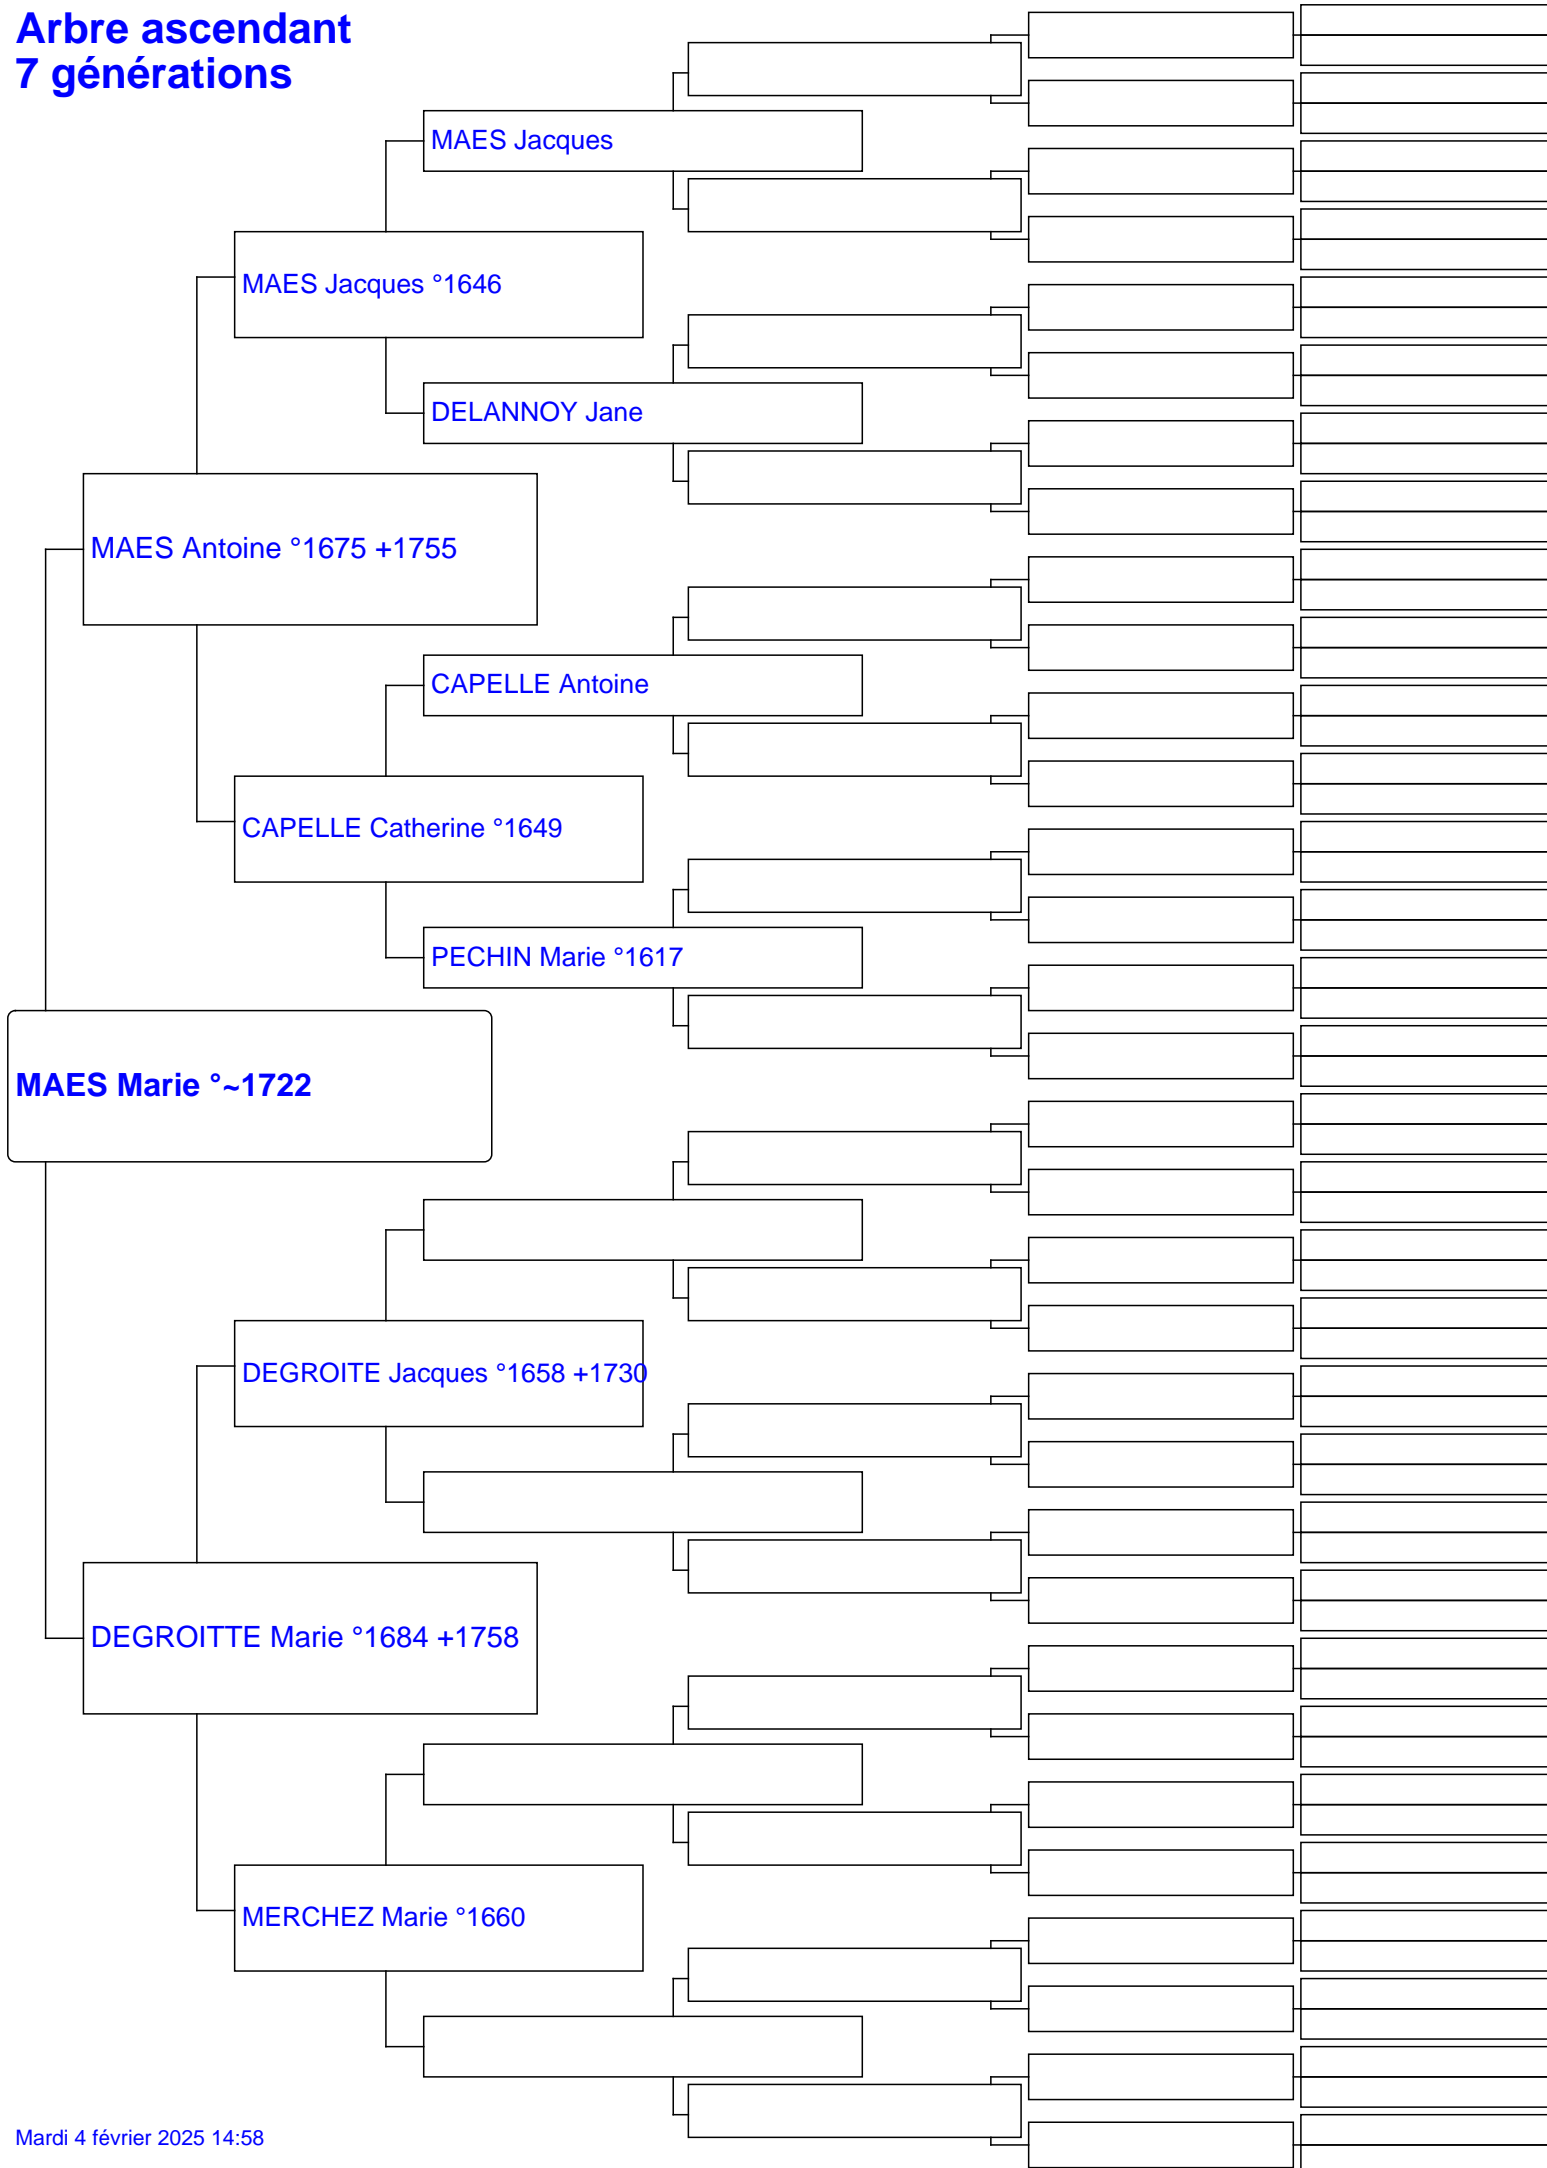 Arbre ascendant
7 générations
MAES Jacques
MAES Jacques °1646
DELANNOY Jane
MAES Antoine °1675 +1755
CAPELLE Antoine
CAPELLE Catherine °1649
PECHIN Marie °1617
MAES Marie °~1722
DEGROITE Jacques °1658 +1730
DEGROITTE Marie °1684 +1758
MERCHEZ Marie °1660
Mardi 4 février 2025 14:58